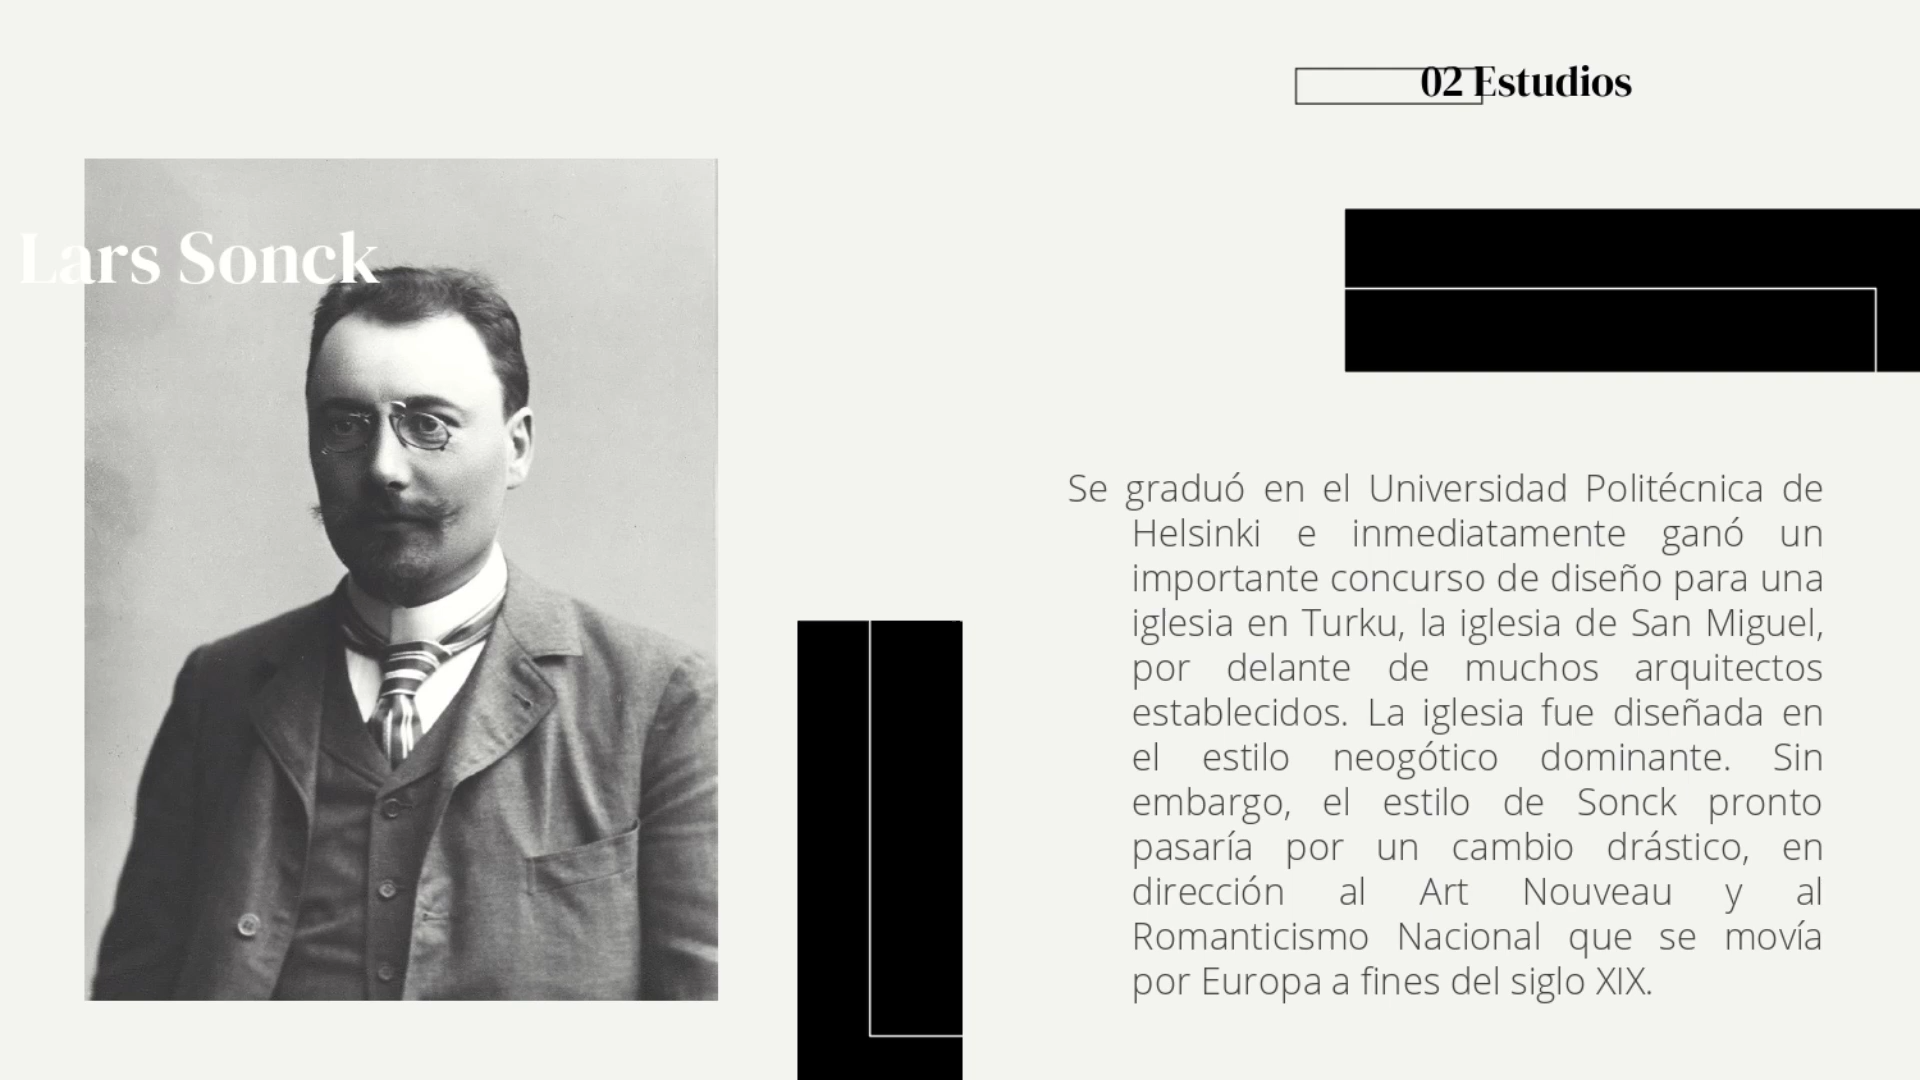 02 Estudios
Lars Sonck
Se graduó en el Universidad Politécnica de
Helsinki e inmediatamente ganó un
importante concurso de diseño para una
iglesia en Turku, la iglesia de San Miguel,
por delante de muchos arquitectos
establecidos. La iglesia fue diseñada en
el estilo neogótico dominante. Sin
embargo, el estilo de Sonck pronto
pasaría por un cambio drástico, en
dirección al Art Nouveau y al
Romanticismo Nacional que se movía
por Europa a fines del siglo XIX.